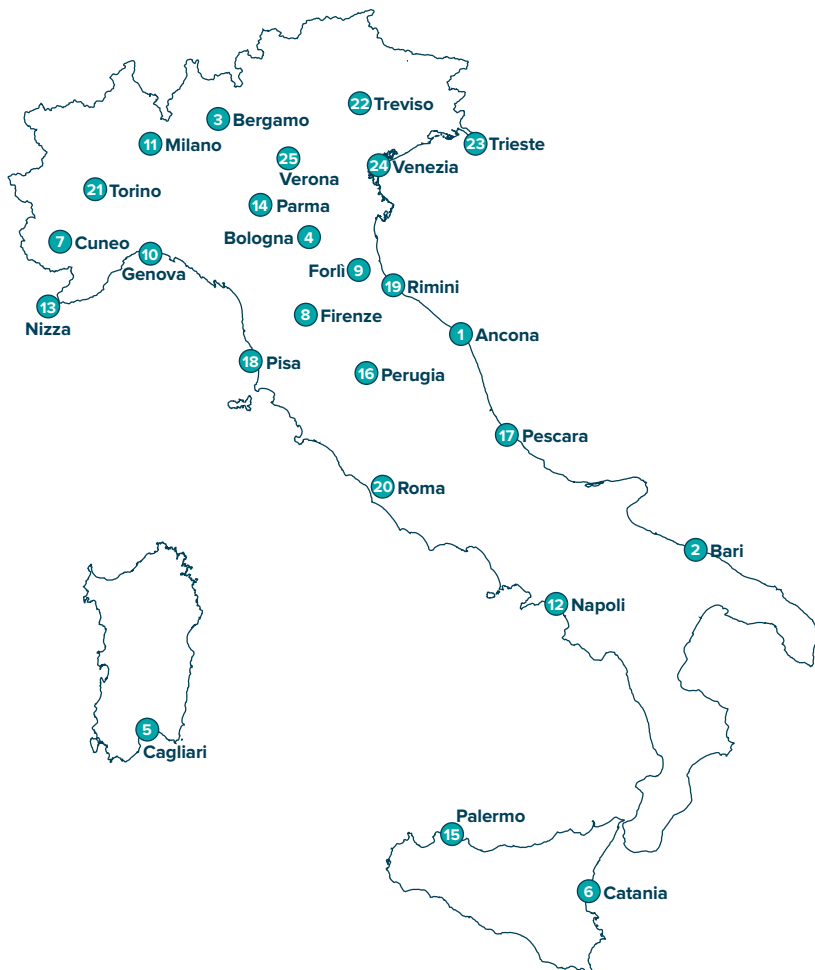 22 Treviso
3 Bergamo
11 Milano
23 Trieste
25
Verona
24 Venezia
21 Torino
14 Parma
Bologna 4
7 Cuneo
10
Genova
Forlì 9
19 Rimini
13
Nizza
8 Firenze
1 Ancona
18 Pisa
16 Perugia
17 Pescara
20 Roma
2 Bari
12 Napoli
5
Cagliari
Palermo
15
6 Catania